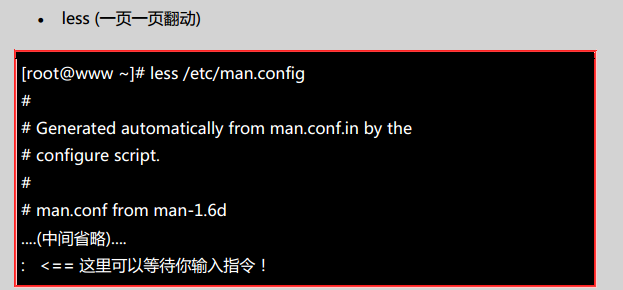 • less (一页一页翻动)
[root@www ~]# less /etc/man.config
#
# Generated automatically from man.conf.in by the
# configure script.
#
# man.conf from man-1.6d
....(中间省略)....
: <== 这里可以等待你输入指令！